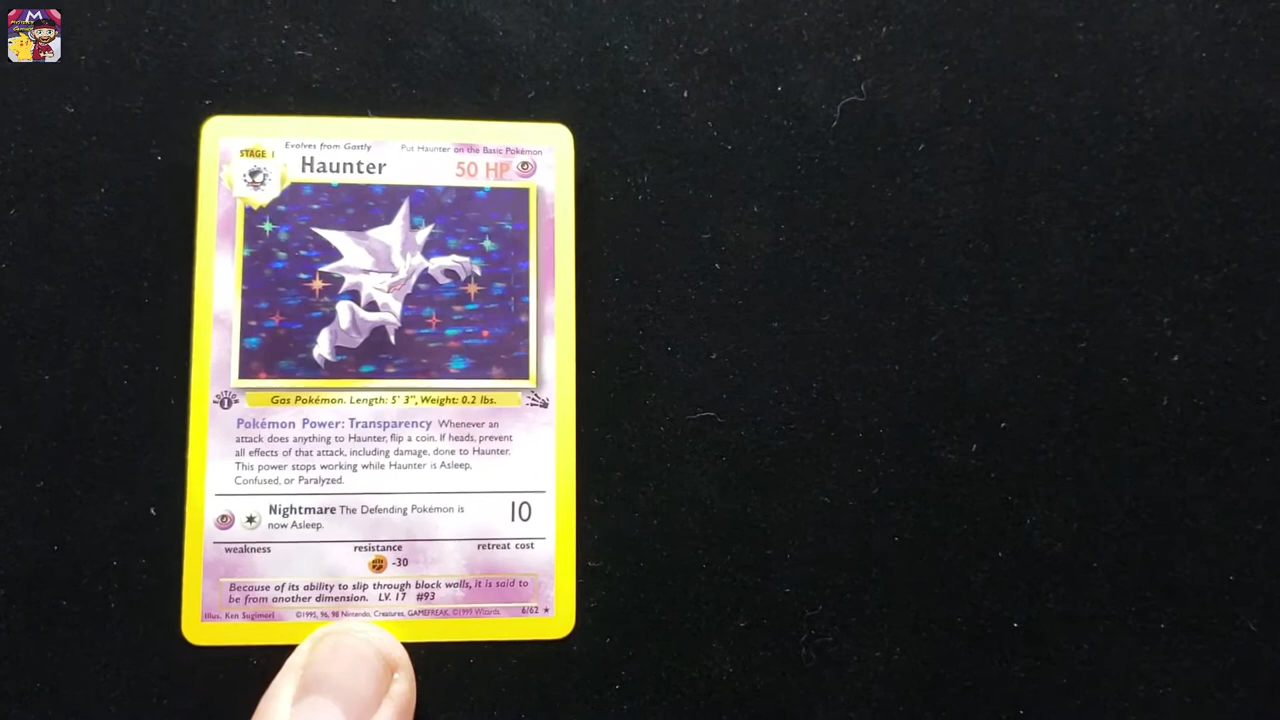 M
STAGE 1
Evolves from Gastly
Put Haunter on the Basic Pokémon
Haunter
50 HP
EDITION
1
Gas Pokémon. Length: 5' 3", Weight: 0.2 lbs.
Pokémon Power: Transparency Whenever an
attack does anything to Haunter, flip a coin. If heads, prevent
all effects of that attack, including damage, done to Haunter.
This power stops working while Haunter is Asleep,
Confused, or Paralyzed.
Nightmare The Defending Pokémon is
now Asleep.
10
weakness
resistance
retreat cost
-30
Because of its ability to slip through block walls, it is said to
be from another dimension. LV. 17 #93
Illus. Ken Sugimori
©1995, 96, 98 Nintendo, Creatures, GAMEFREAK. ©1999 Wizards.
6/62 ★